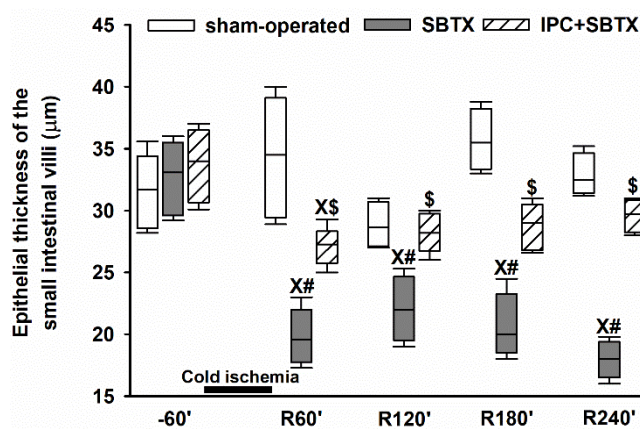 sham-operated SBTX IPC+SBTX
Epithelial thickness of the
small intestinal villi (μm)
45
40
35
30
25
20
15
X#
X$
X#
$
X#
$
X#
$
Cold ischemia
-60' R60' R120' R180' R240'